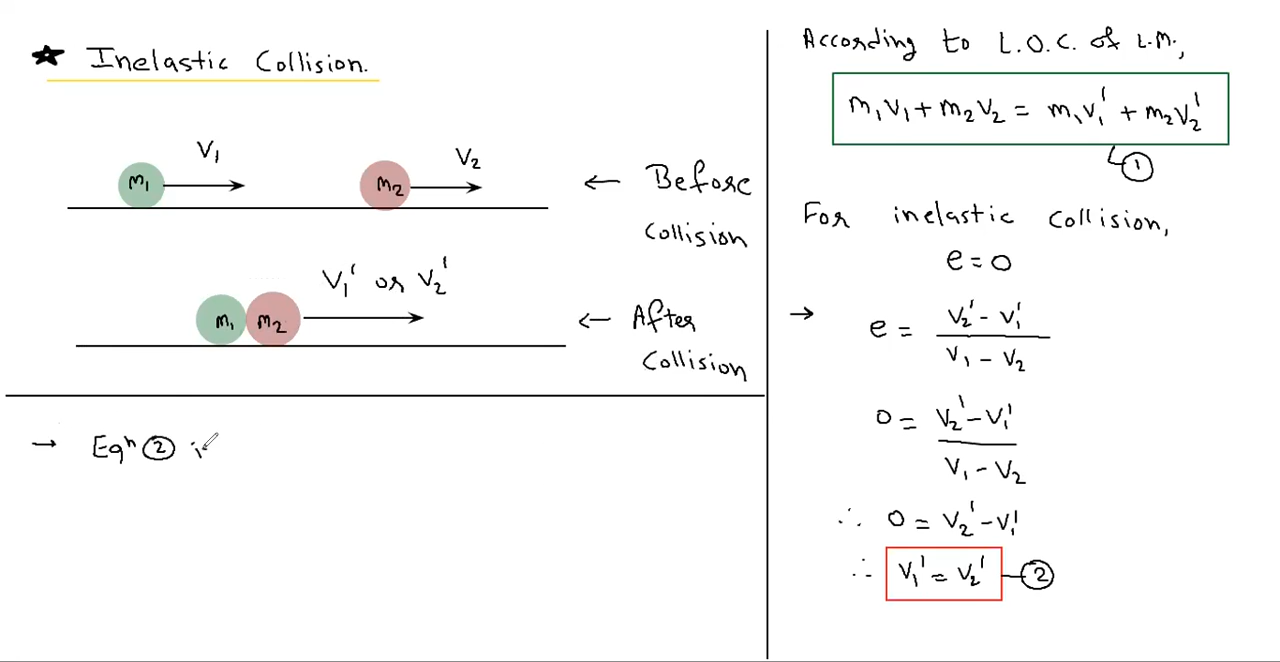 ★ Inelastic Collision.
V₁ V₂
m₁ m₂ ← Before
Collision
V₁' or V₂'
m₁ m₂ ← After
Collision
→ Eqⁿ ② i
According to L.O.C. of L.M.,
m₁V₁ + m₂V₂ = m₁V₁' + m₂V₂'
①
For inelastic collision,
e = 0
→ e = (V₂' - V₁') / (V₁ - V₂)
0 = (V₂' - V₁') / (V₁ - V₂)
∴ 0 = V₂' - V₁'
∴ V₁' = V₂' — ②